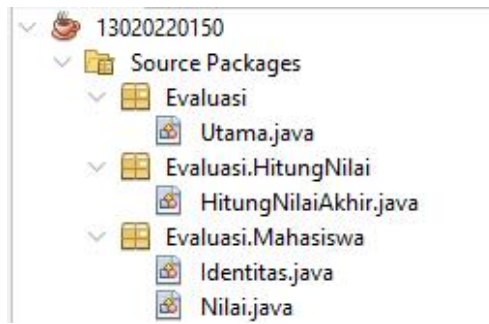 13020220150
Source Packages
Evaluasi
Utama.java
Evaluasi.HitungNilai
HitungNilaiAkhir.java
Evaluasi.Mahasiswa
Identitas.java
Nilai.java